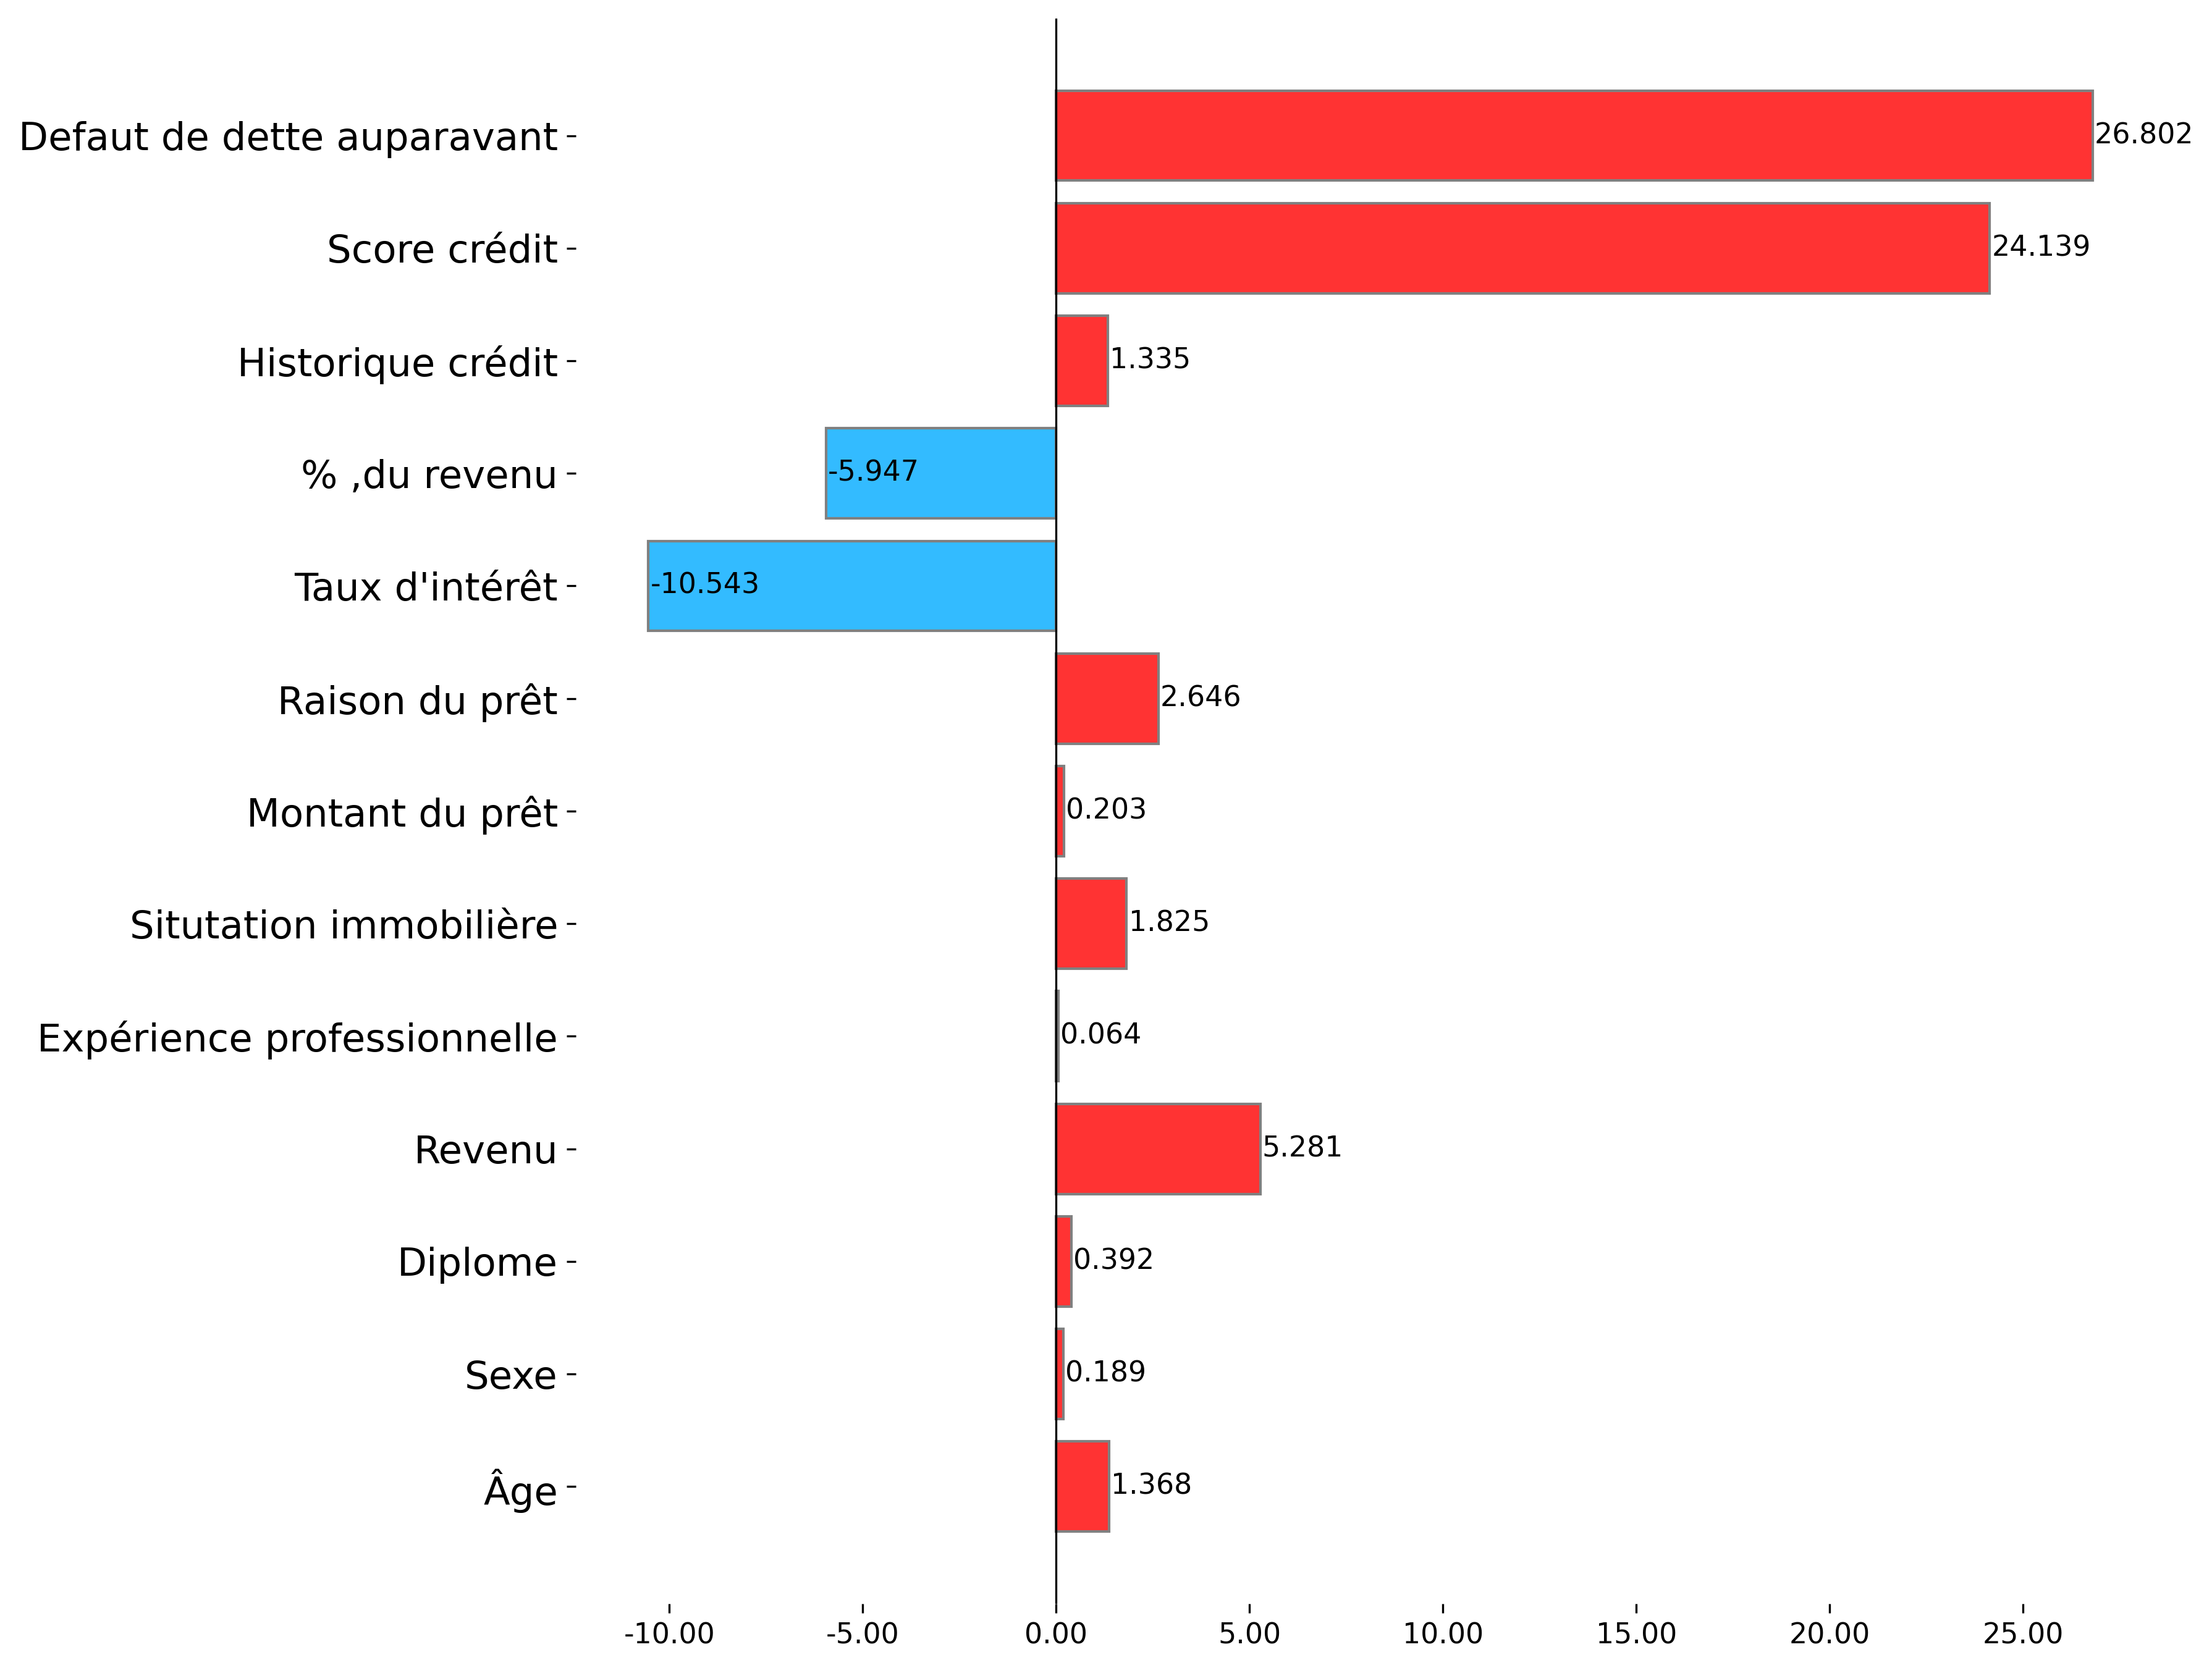 Defaut de dette auparavant
26.802
Score crédit
24.139
Historique crédit
1.335
% ,du revenu
-5.947
Taux d'intérêt
-10.543
Raison du prêt
2.646
Montant du prêt
0.203
Situtation immobilière
1.825
Expérience professionnelle
0.064
Revenu
5.281
Diplome
0.392
Sexe
0.189
Âge
1.368
-10.00 -5.00 0.00 5.00 10.00 15.00 20.00 25.00